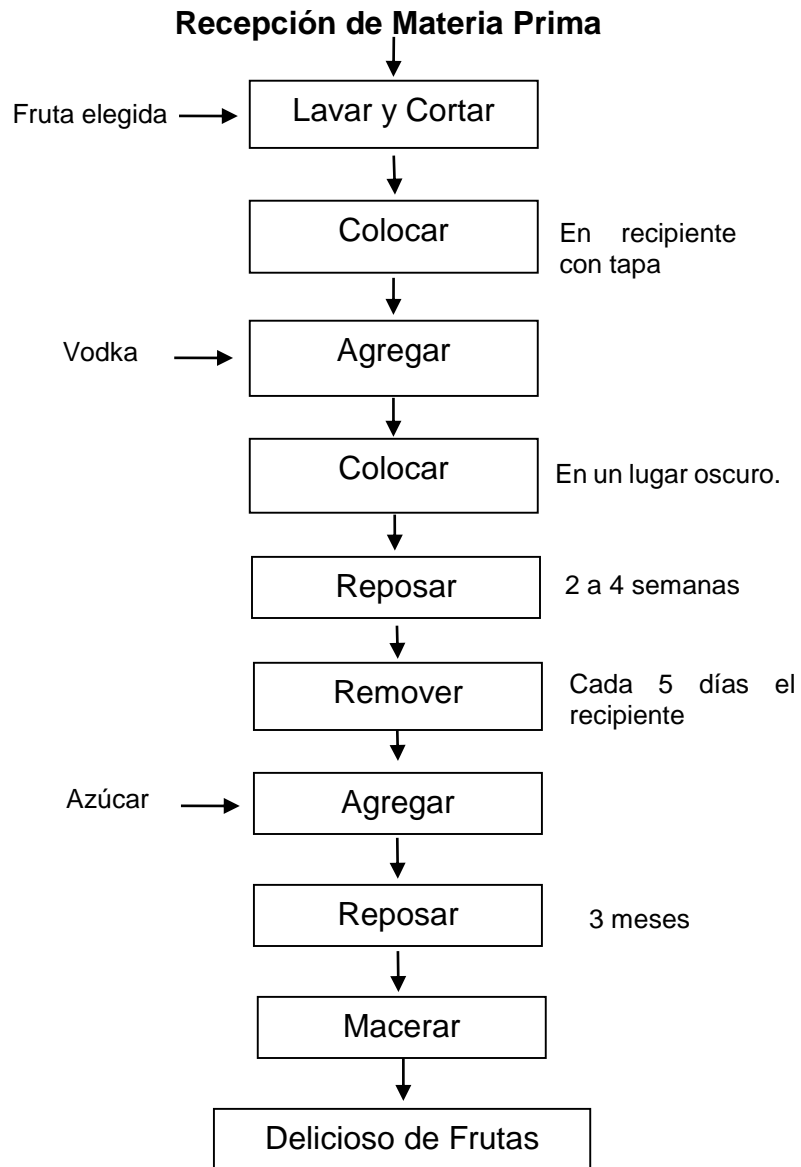 Recepción de Materia Prima
Fruta elegida
Lavar y Cortar
Colocar
En recipiente
con tapa
Vodka
Agregar
Colocar
En un lugar oscuro.
Reposar
2 a 4 semanas
Remover
Cada 5 días el
recipiente
Azúcar
Agregar
Reposar
3 meses
Macerar
Delicioso de Frutas